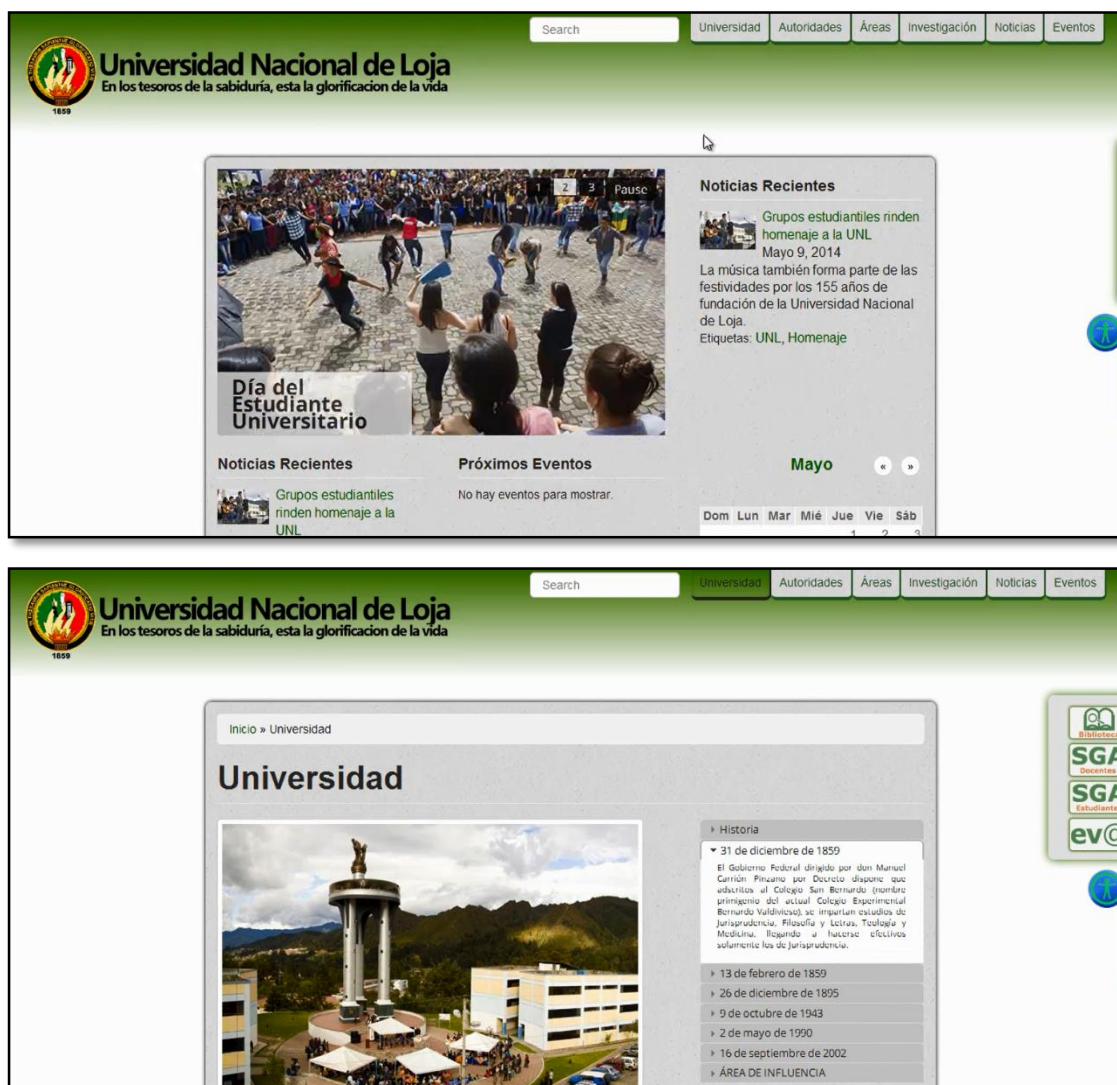 Search
Universidad Autoridades Áreas Investigación Noticias Eventos
Universidad Nacional de Loja
En los tesoros de la sabiduría, esta la glorificacion de la vida
1859
1 2 3 Pause
Día del
Estudiante
Universitario
Noticias Recientes
Grupos estudiantiles rinden
homenaje a la UNL
Mayo 9, 2014
La música también forma parte de las
festividades por los 155 años de
fundación de la Universidad Nacional
de Loja.
Etiquetas: UNL, Homenaje
Noticias Recientes
Grupos estudiantiles
rinden homenaje a la
UNL
Próximos Eventos
No hay eventos para mostrar.
Mayo « »
Dom Lun Mar Mié Jue Vie Sáb
1 2 3
Search
Universidad Autoridades Áreas Investigación Noticias Eventos
Universidad Nacional de Loja
En los tesoros de la sabiduría, esta la glorificacion de la vida
1859
Inicio » Universidad
Universidad
Historia
31 de diciembre de 1859
El Gobierno Federal dirigido por don Manuel
Carrión Pinzano por Decreto dispone que
adscritos al Colegio San Bernardo (nombre
primigenio del actual Colegio Experimental
Bernardo Valdivieso), se impartan estudios de
Jurisprudencia, Filosofía y Letras, Teología y
Medicina, llegando a hacerse efectivos
solamente los de Jurisprudencia.
13 de febrero de 1859
26 de diciembre de 1895
9 de octubre de 1943
2 de mayo de 1990
16 de septiembre de 2002
ÁREA DE INFLUENCIA
Biblioteca
SGA
Docentes
SGA
Estudiante
ev@